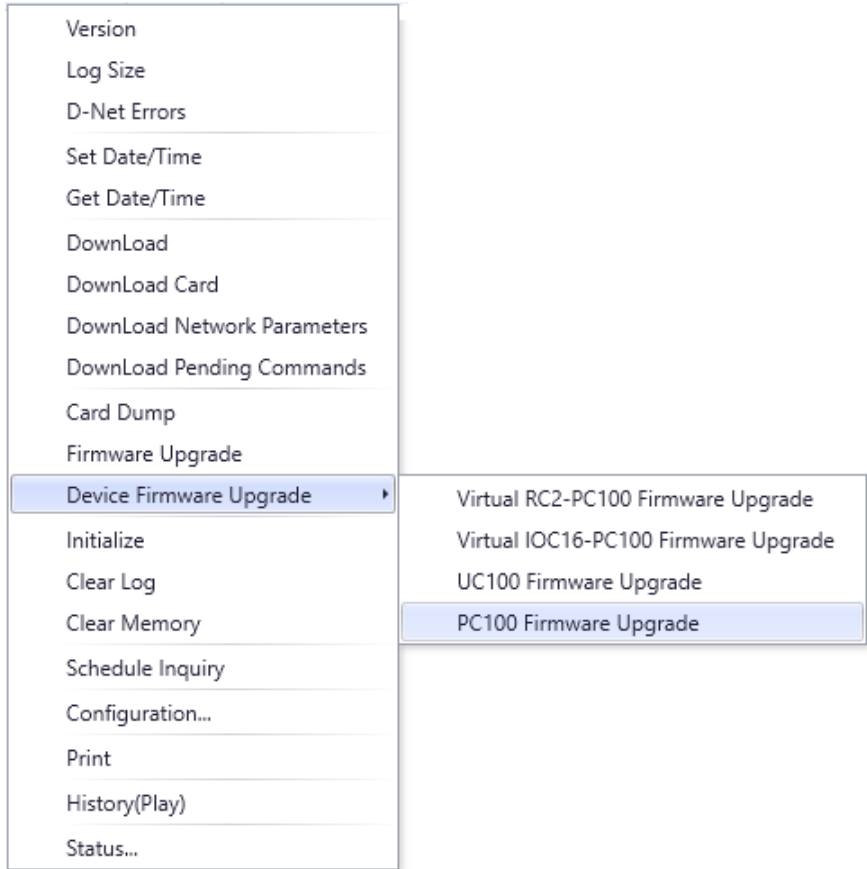 Version
Log Size
D-Net Errors
Set Date/Time
Get Date/Time
DownLoad
DownLoad Card
DownLoad Network Parameters
DownLoad Pending Commands
Card Dump
Firmware Upgrade
Device Firmware Upgrade
Virtual RC2-PC100 Firmware Upgrade
Virtual IOC16-PC100 Firmware Upgrade
UC100 Firmware Upgrade
PC100 Firmware Upgrade
Initialize
Clear Log
Clear Memory
Schedule Inquiry
Configuration...
Print
History(Play)
Status...